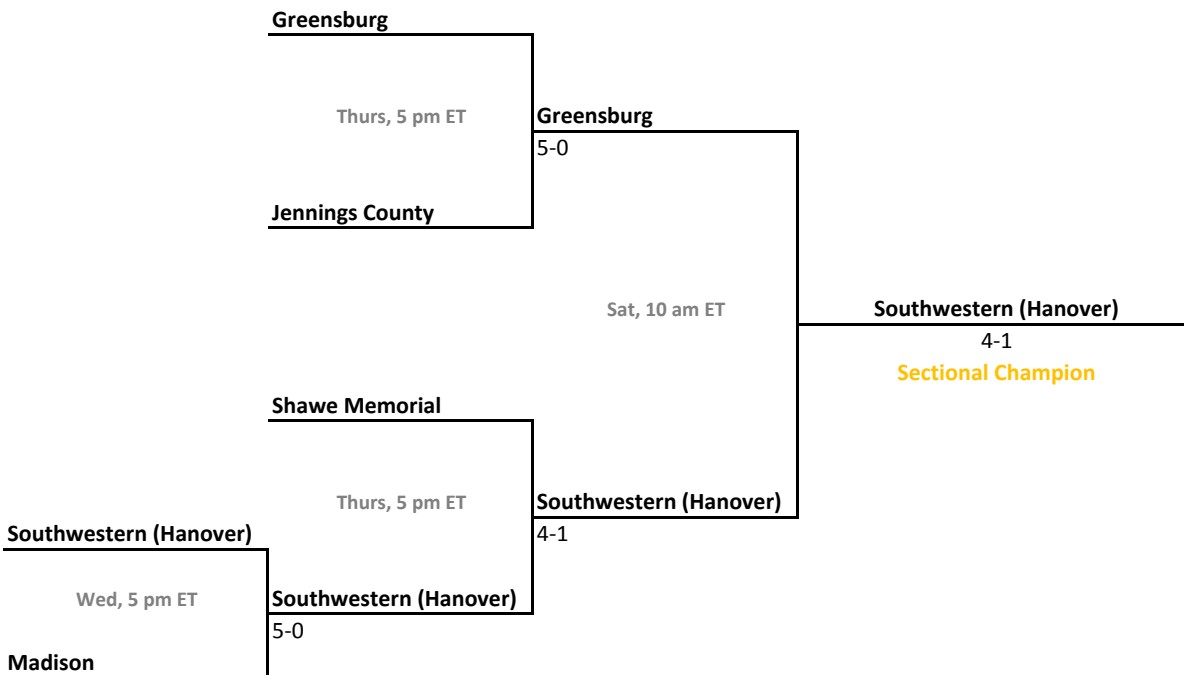 Greensburg
Thurs, 5 pm ET
Greensburg
5-0
Jennings County
Sat, 10 am ET
Southwestern (Hanover)
4-1
Sectional Champion
Shawe Memorial
Thurs, 5 pm ET
Southwestern (Hanover)
4-1
Southwestern (Hanover)
Wed, 5 pm ET
Southwestern (Hanover)
5-0
Madison